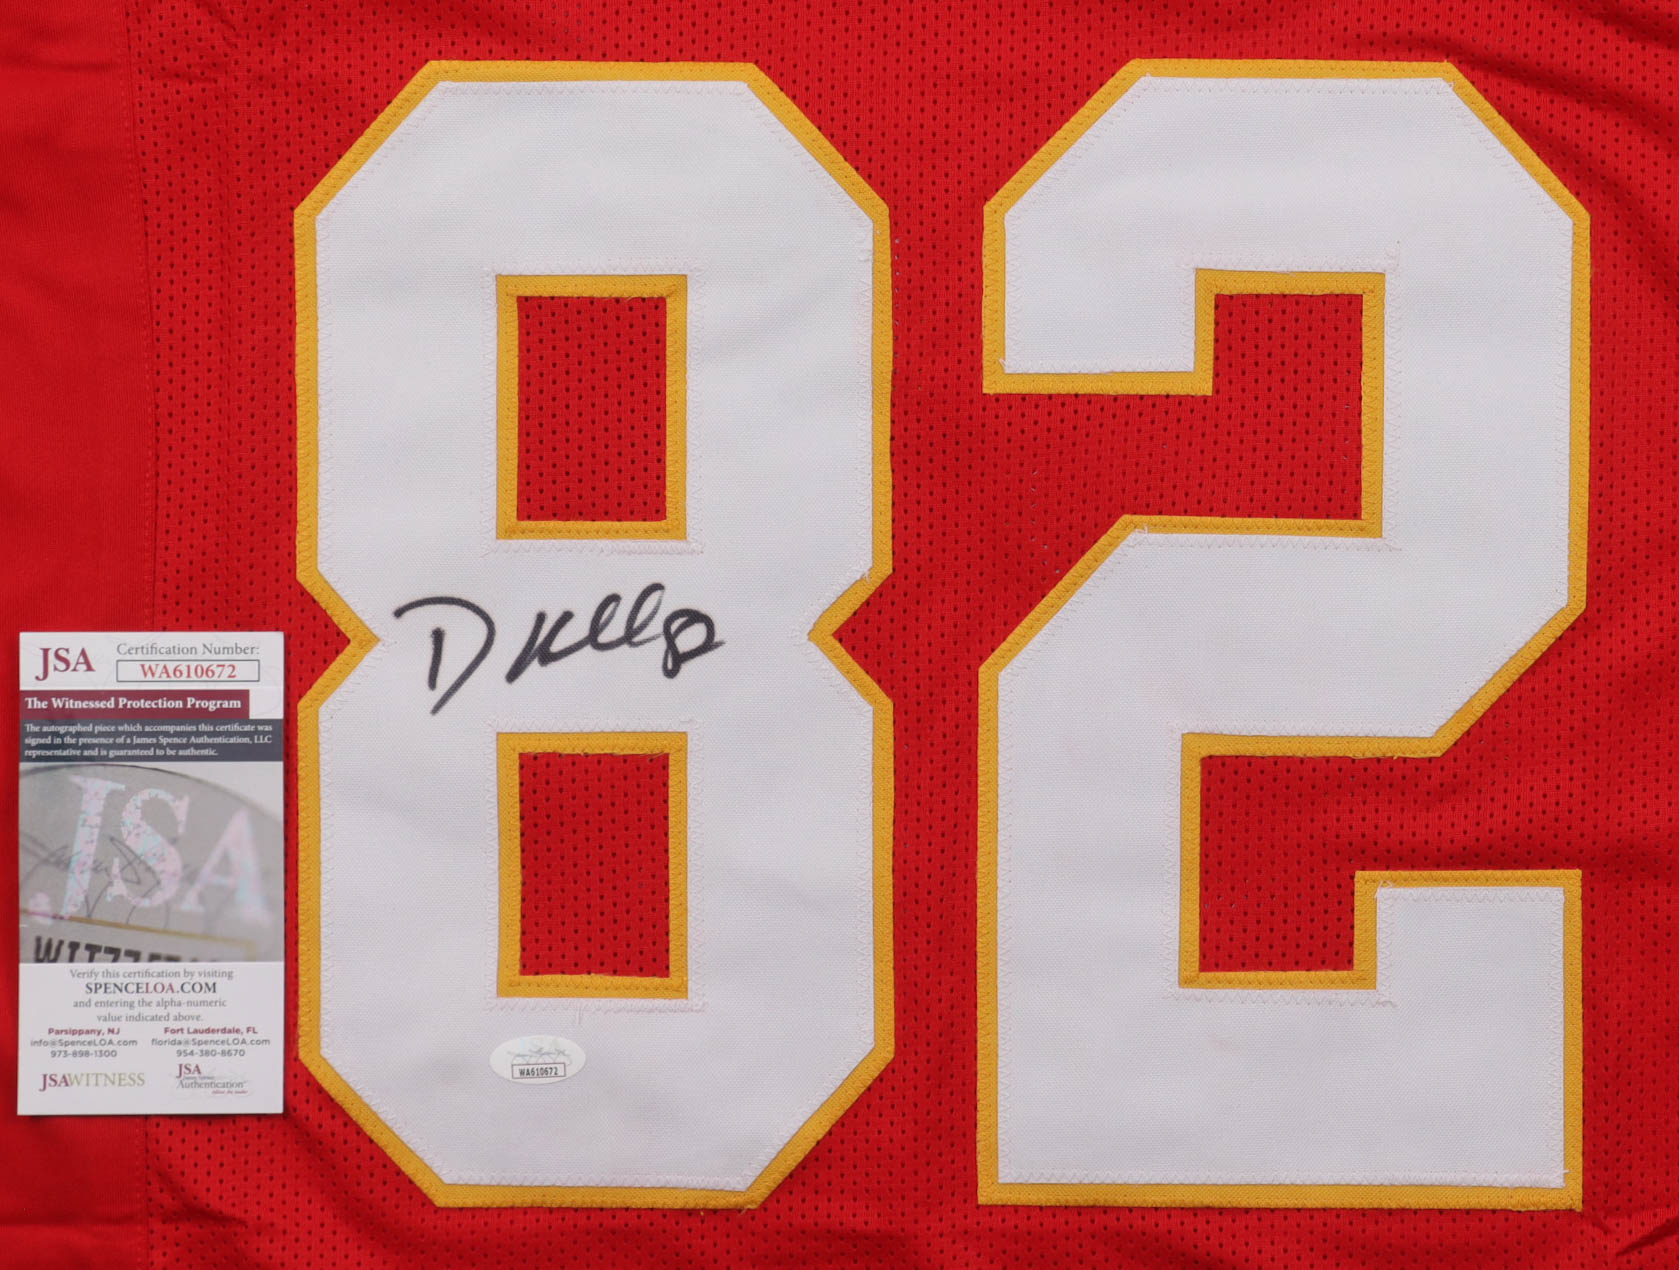 82
D Hall 82
JSA
Certification Number:
WA610672
The Witnessed Protection Program
The autographed piece which accompanies this certificate was
signed in the presence of a James Spence Authentication, LLC
representative and is guaranteed to be authentic.
JSA
Verify this certification by visiting
SPENCELOA.COM
and entering the alpha-numeric
value indicated above.
Parsippany, NJ
info@SpenceLOA.com
973-898-1300
Fort Lauderdale, FL
florida@SpenceLOA.com
954-380-8670
JSAWITNESS
JSA
Authentication
WA610672